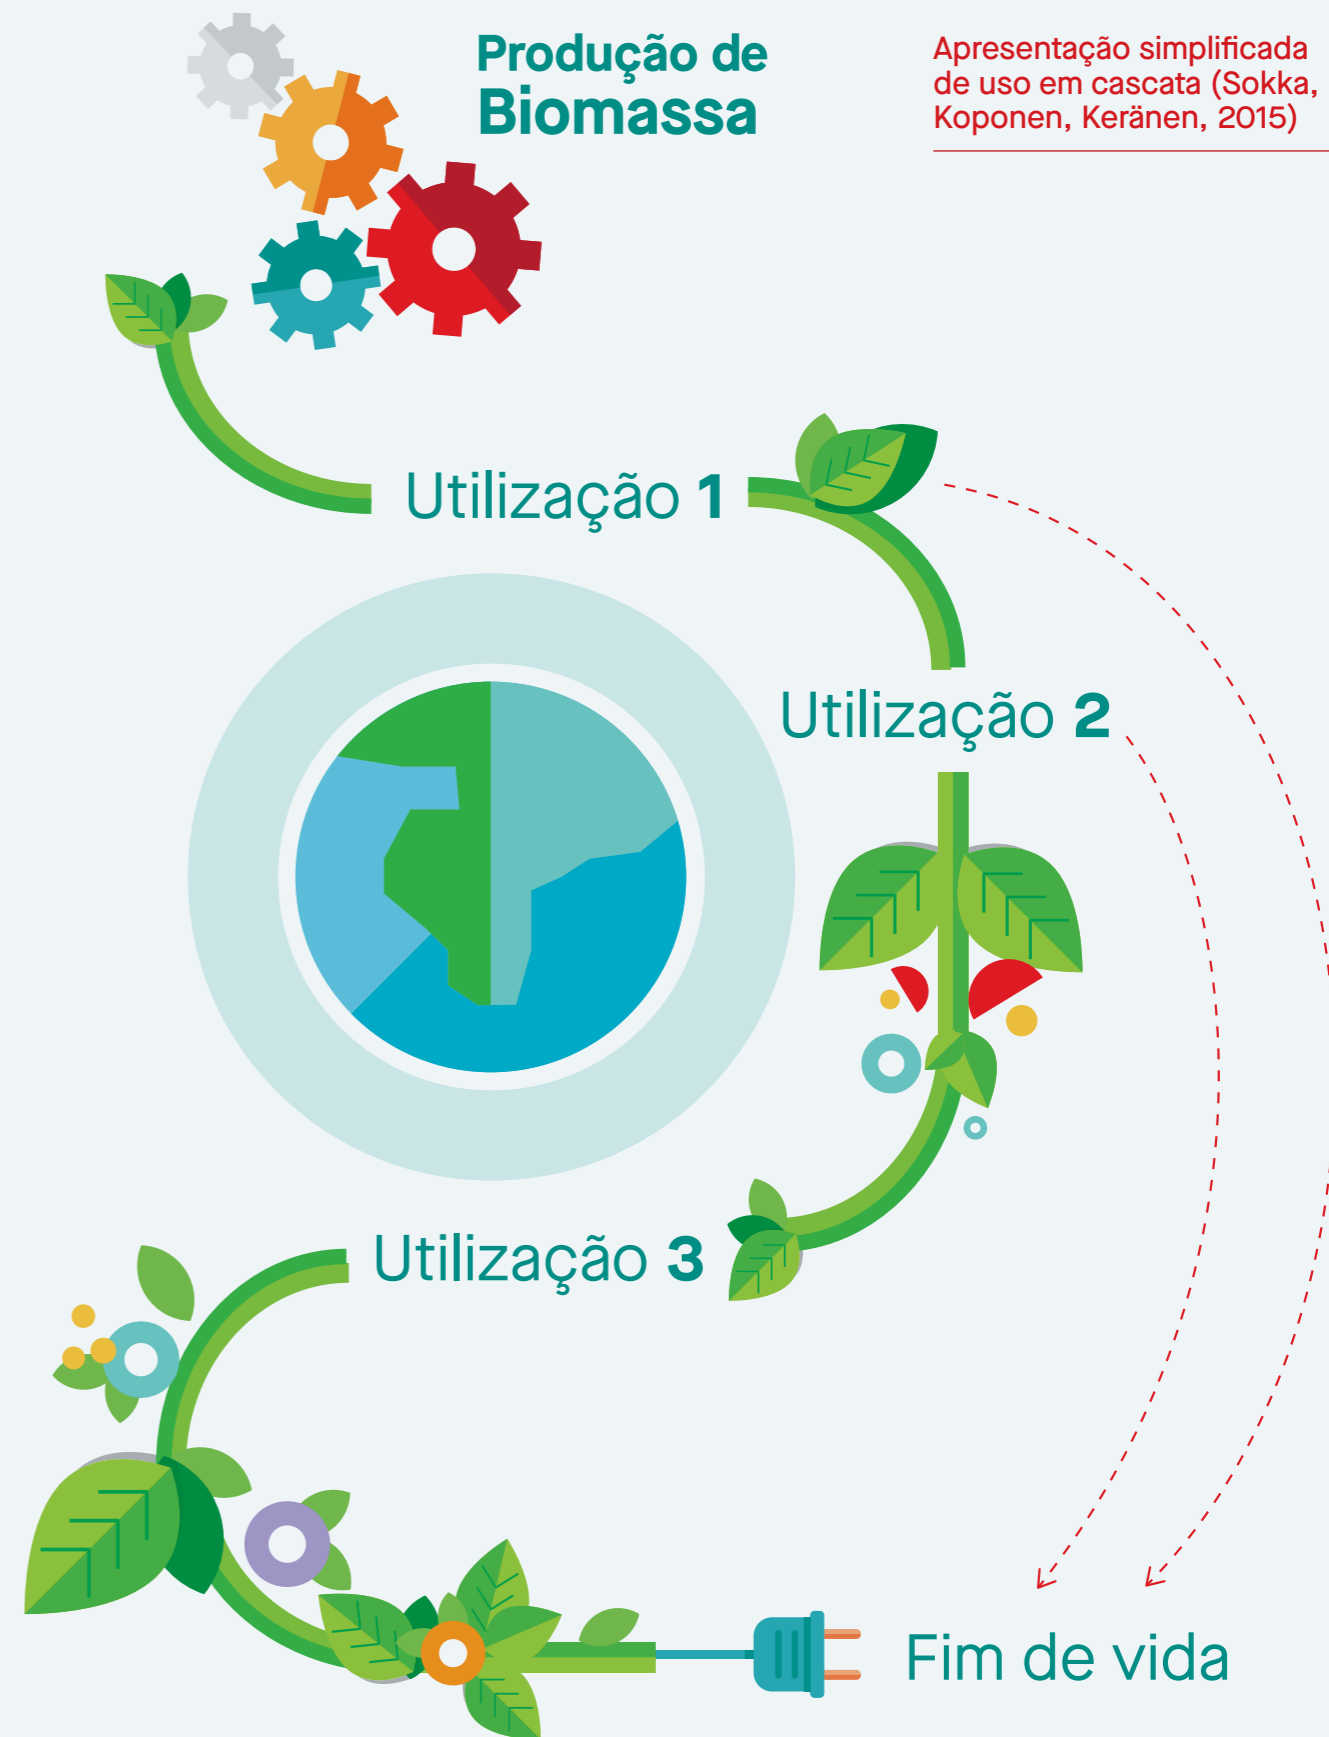 Produção de
Biomassa
Apresentação simplificada
de uso em cascata (Sokka,
Koponen, Keränen, 2015)
Utilização 1
Utilização 2
Utilização 3
Fim de vida